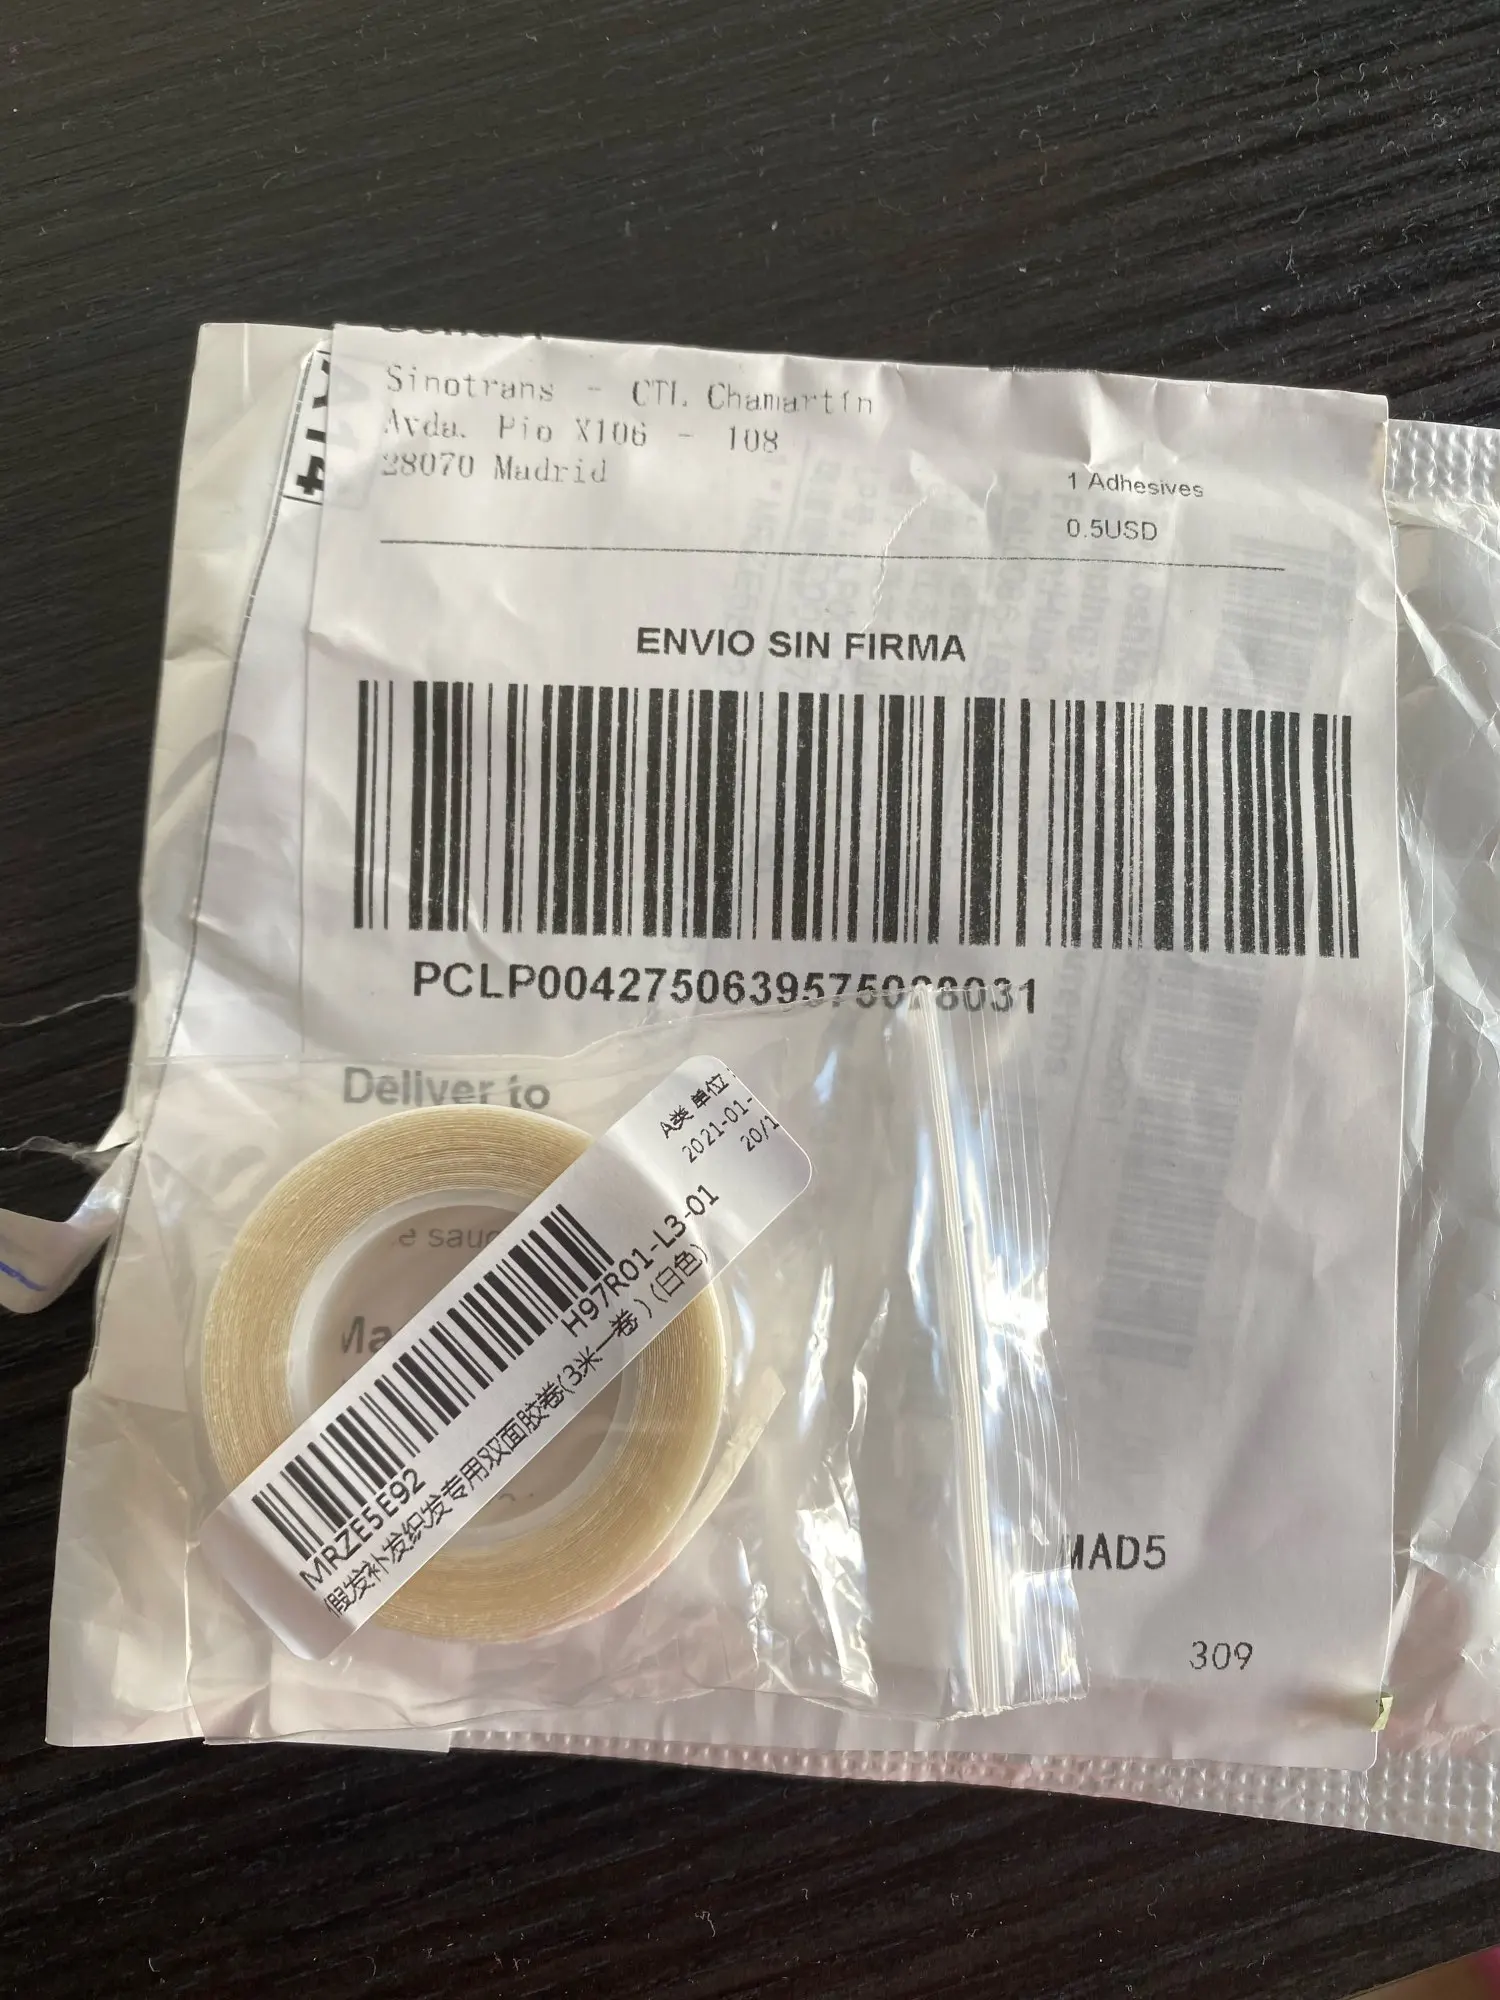 Sinotrans - CTL Chamartín
Avda. Pio X106 - 108
28070 Madrid
1 Adhesives
0.5USD
ENVIO SIN FIRMA
Deliver to
A类 单位
2021-01-
20/1
H97R01-L3-01
MRZE5E92
假发补发织发专用双面胶卷(3米一卷) (白色)
MAD5
309